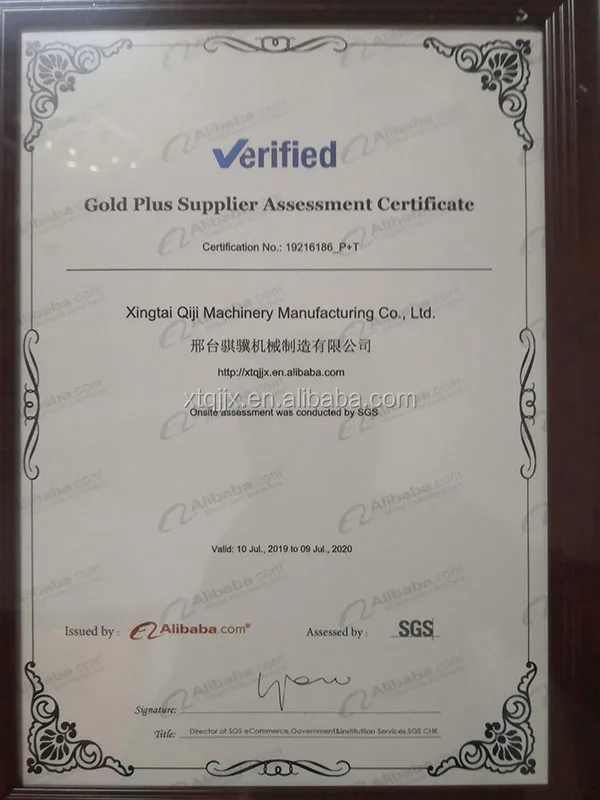 Verified
Gold Plus Supplier Assessment Certificate
Certification No.: 19216186_P+T
Xingtai Qiji Machinery Manufacturing Co., Ltd.
邢台骐骥机械制造有限公司
http://xtqjjx.en.alibaba.com
xtqjjx.en.alibaba.com
Onsite assessment was conducted by SGS
Valid: 10 Jul., 2019 to 09 Jul., 2020
Issued by : Alibaba.com® Assessed by : SGS
Signature:
Title: Director of SGS eCommerce,Government&Institution Services,SGS CHK